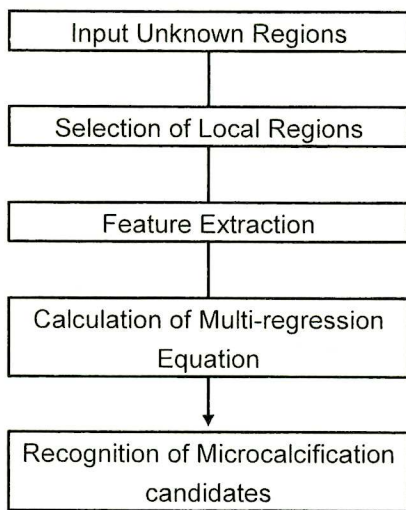 Input Unknown Regions
Selection of Local Regions
Feature Extraction
Calculation of Multi-regression
Equation
Recognition of Microcalcification
candidates